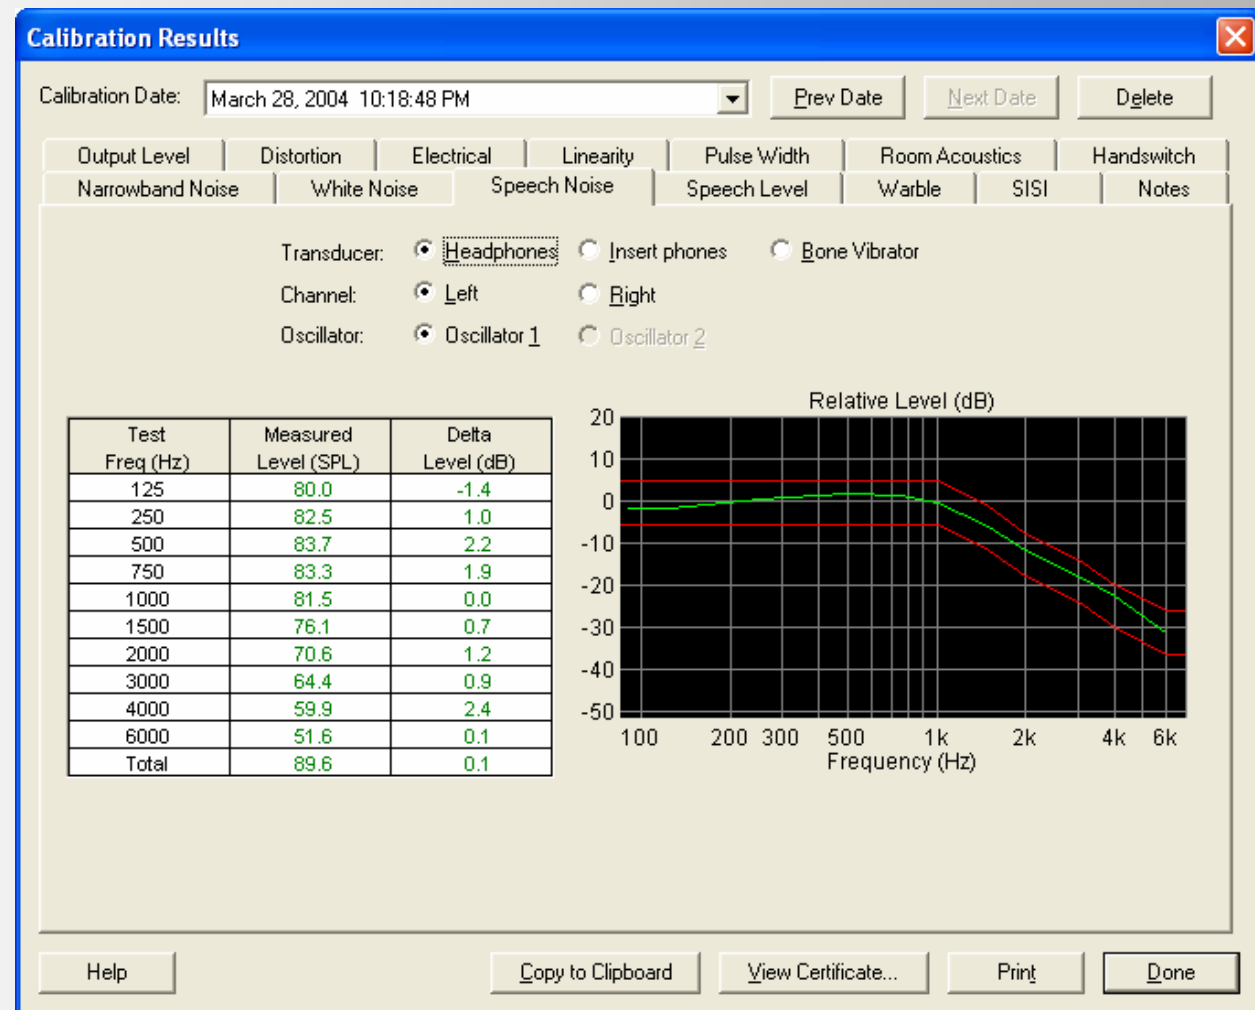 Calibration Results
Calibration Date: March 28, 2004 10:18:48 PM Prev Date Next Date Delete
Output Level Distortion Electrical Linearity Pulse Width Room Acoustics Handswitch
Narrowband Noise White Noise Speech Noise Speech Level Warble SISI Notes
Transducer: Headphones Insert phones Bone Vibrator
Channel: Left Right
Oscillator: Oscillator 1 Oscillator 2
Test Freq (Hz) Measured Level (SPL) Delta Level (dB)
125 80.0 -1.4
250 82.5 1.0
500 83.7 2.2
750 83.3 1.9
1000 81.5 0.0
1500 76.1 0.7
2000 70.6 1.2
3000 64.4 0.9
4000 59.9 2.4
6000 51.6 0.1
Total 89.6 0.1
Relative Level (dB)
20
10
0
-10
-20
-30
-40
-50
100 200 300 500 1k 2k 4k 6k
Frequency (Hz)
Help Copy to Clipboard View Certificate... Print Done